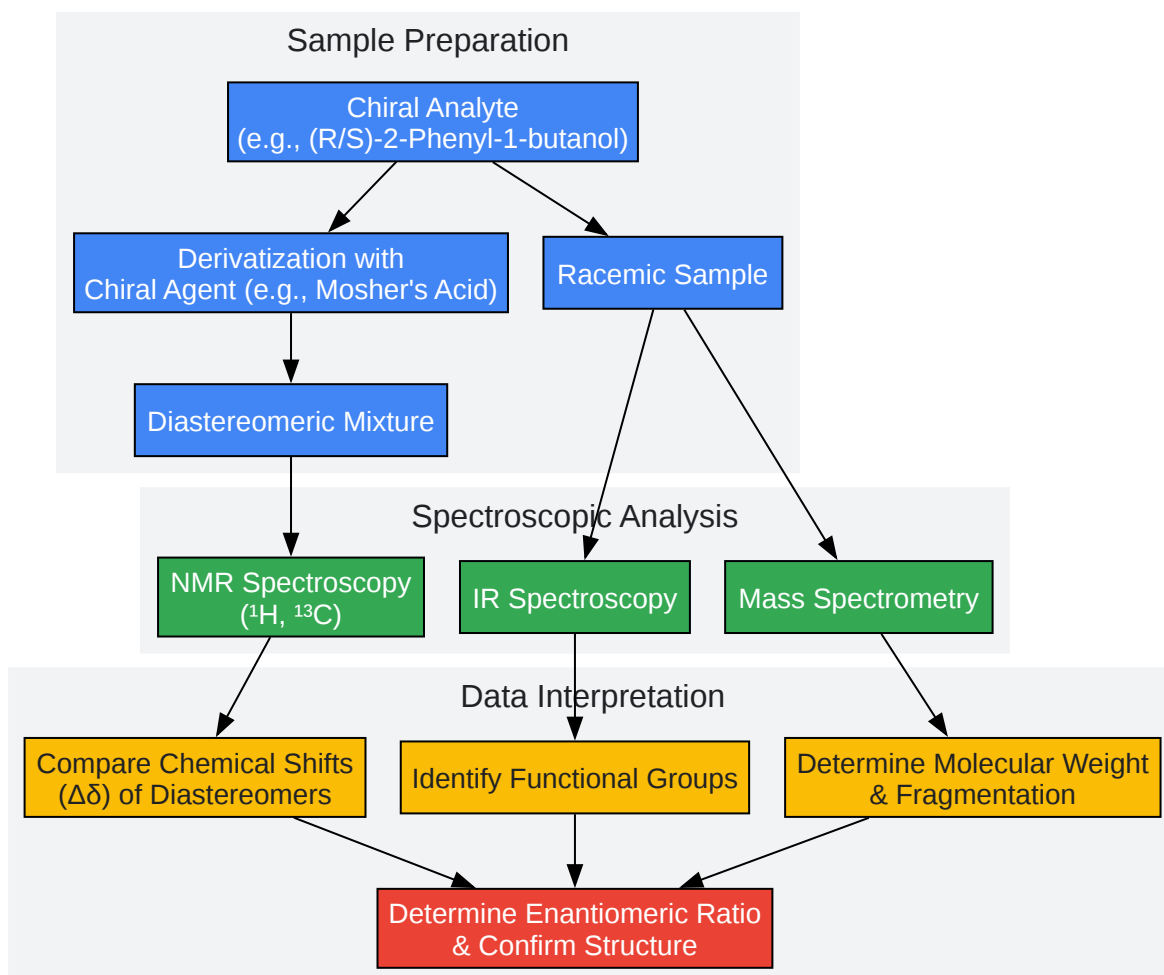 Sample Preparation
Chiral Analyte
(e.g., (R/S)-2-Phenyl-1-butanol)
Derivatization with
Chiral Agent (e.g., Mosher's Acid)
Racemic Sample
Diastereomeric Mixture
Spectroscopic Analysis
NMR Spectroscopy
(¹H, ¹³C)
IR Spectroscopy
Mass Spectrometry
Data Interpretation
Compare Chemical Shifts
(Δδ) of Diastereomers
Identify Functional Groups
Determine Molecular Weight
& Fragmentation
Determine Enantiomeric Ratio
& Confirm Structure